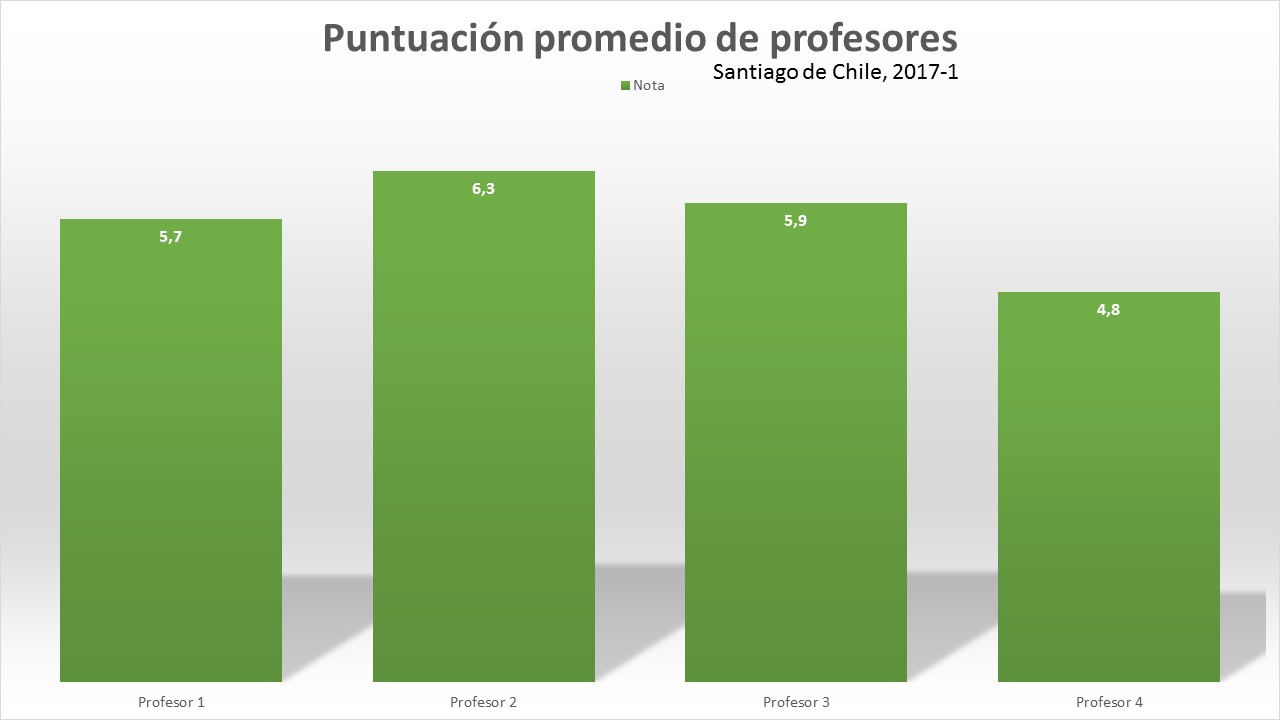 Puntuación promedio de profesores
Santiago de Chile, 2017-1
Nota
5,7
6,3
5,9
4,8
Profesor 1
Profesor 2
Profesor 3
Profesor 4